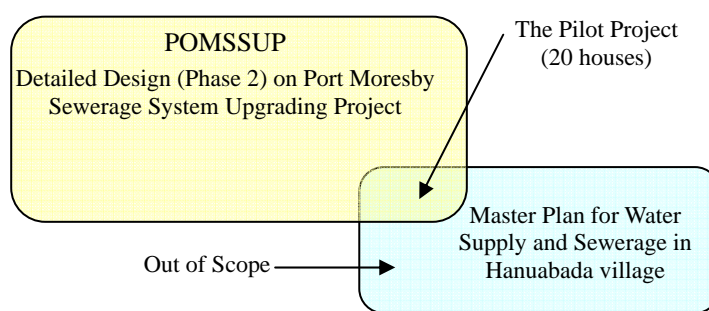 POMSSUP
Detailed Design (Phase 2) on Port Moresby
Sewerage System Upgrading Project
The Pilot Project
(20 houses)
Master Plan for Water
Supply and Sewerage in
Hanuabada village
Out of Scope